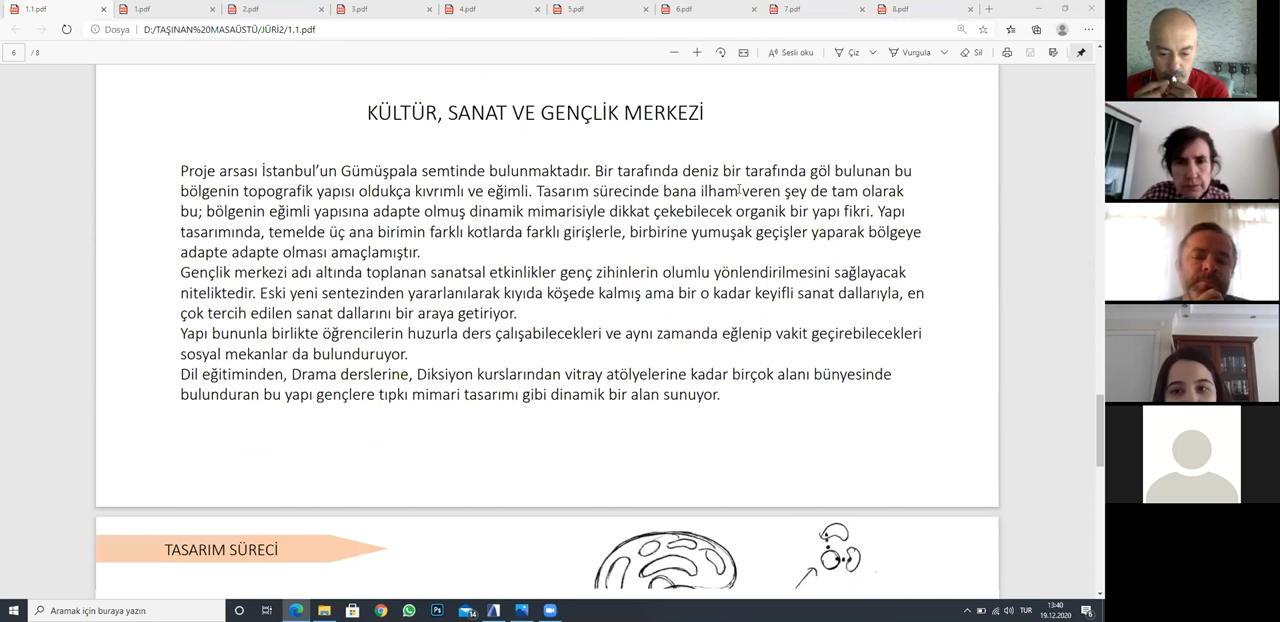 1.1.pdf
1.pdf
2.pdf
3.pdf
4.pdf
5.pdf
6.pdf
7.pdf
8.pdf
Dosya
D:/TAŞINAN%20MASAÜSTÜ/JÜRİ2/1.1.pdf
6
/ 8
Sesli oku
Çiz
Vurgula
Sil
KÜLTÜR, SANAT VE GENÇLİK MERKEZİ
Proje arsası İstanbul’un Gümüşpala semtinde bulunmaktadır. Bir tarafında deniz bir tarafında göl bulunan bu
bölgenin topografik yapısı oldukça kıvrımlı ve eğimli. Tasarım sürecinde bana ilham veren şey de tam olarak
bu; bölgenin eğimli yapısına adapte olmuş dinamik mimarisiyle dikkat çekebilecek organik bir yapı fikri. Yapı
tasarımında, temelde üç ana birimin farklı kotlarda farklı girişlerle, birbirine yumuşak geçişler yaparak bölgeye
adapte adapte olması amaçlamıştır.
Gençlik merkezi adı altında toplanan sanatsal etkinlikler genç zihinlerin olumlu yönlendirilmesini sağlayacak
niteliktedir. Eski yeni sentezinden yararlanılarak kıyıda köşede kalmış ama bir o kadar keyifli sanat dallarıyla, en
çok tercih edilen sanat dallarını bir araya getiriyor.
Yapı bununla birlikte öğrencilerin huzurla ders çalışabilecekleri ve aynı zamanda eğlenip vakit geçirebilecekleri
sosyal mekanlar da bulunduruyor.
Dil eğitiminden, Drama derslerine, Diksiyon kurslarından vitray atölyelerine kadar birçok alanı bünyesinde
bulunduran bu yapı gençlere tıpkı mimari tasarımı gibi dinamik bir alan sunuyor.
TASARIM SÜRECİ
Aramak için buraya yazın
14
TUR
13:40
19.12.2020
6